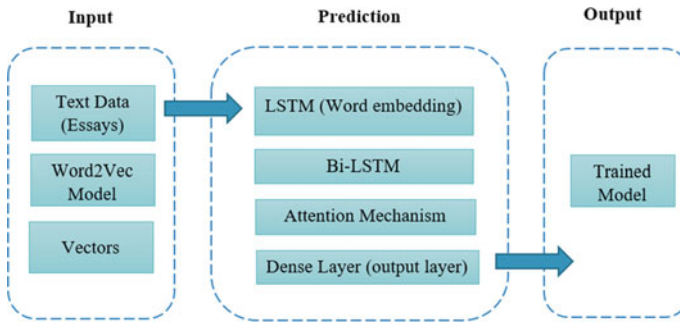 Input
Prediction
Output
Text Data
(Essays)
Word2Vec
Model
Vectors
LSTM (Word embedding)
Bi-LSTM
Attention Mechanism
Dense Layer (output layer)
Trained
Model